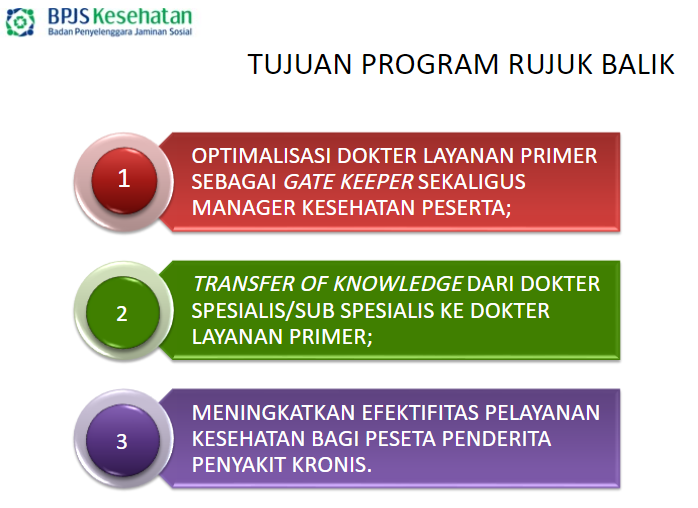 BPJS Kesehatan
Badan Penyelenggara Jaminan Sosial
TUJUAN PROGRAM RUJUK BALIK
1
OPTIMALISASI DOKTER LAYANAN PRIMER
SEBAGAI GATE KEEPER SEKALIGUS
MANAGER KESEHATAN PESERTA;
2
TRANSFER OF KNOWLEDGE DARI DOKTER
SPESIALIS/SUB SPESIALIS KE DOKTER
LAYANAN PRIMER;
3
MENINGKATKAN EFEKTIFITAS PELAYANAN
KESEHATAN BAGI PESETA PENDERITA
PENYAKIT KRONIS.